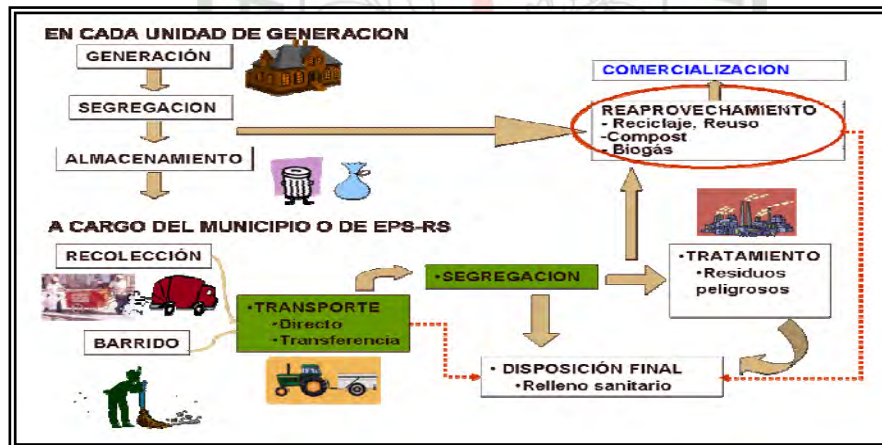 EN CADA UNIDAD DE GENERACION
GENERACIÓN
SEGREGACION
ALMACENAMIENTO
COMERCIALIZACION
REAPROVECHAMIENTO
- Reciclaje, Reuso
-Compost
- Biogás
A CARGO DEL MUNICIPIO O DE EPS-RS
RECOLECCIÓN
BARRIDO
•TRANSPORTE
•Directo
•Transferencia
•SEGREGACION
•TRATAMIENTO
•Residuos
peligrosos
• DISPOSICIÓN FINAL
•Relleno sanitario